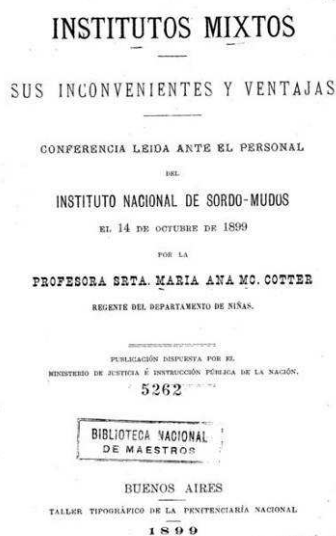 INSTITUTOS MIXTOS
SUS INCONVENIENTES Y VENTAJAS
CONFERENCIA LEIDA ANTE EL PERSONAL
DEL
INSTITUTO NACIONAL DE SORDO-MUDOS
EL 14 DE OCTUBRE DE 1899
POR LA
PROFESORA SRTA. MARIA ANA MC. COTTER
REGENTE DEL DEPARTAMENTO DE NIÑAS.
PUBLICACIÓN DISPUESTA POR EL
MINISTERIO DE JUSTICIA É INSTRUCCIÓN PÚBLICA DE LA NACIÓN.
5262
BIBLIOTECA NACIONAL
DE MAESTROS
BUENOS AIRES
TALLER TIPOGRÁFICO DE LA PENITENCIARÍA NACIONAL
1899